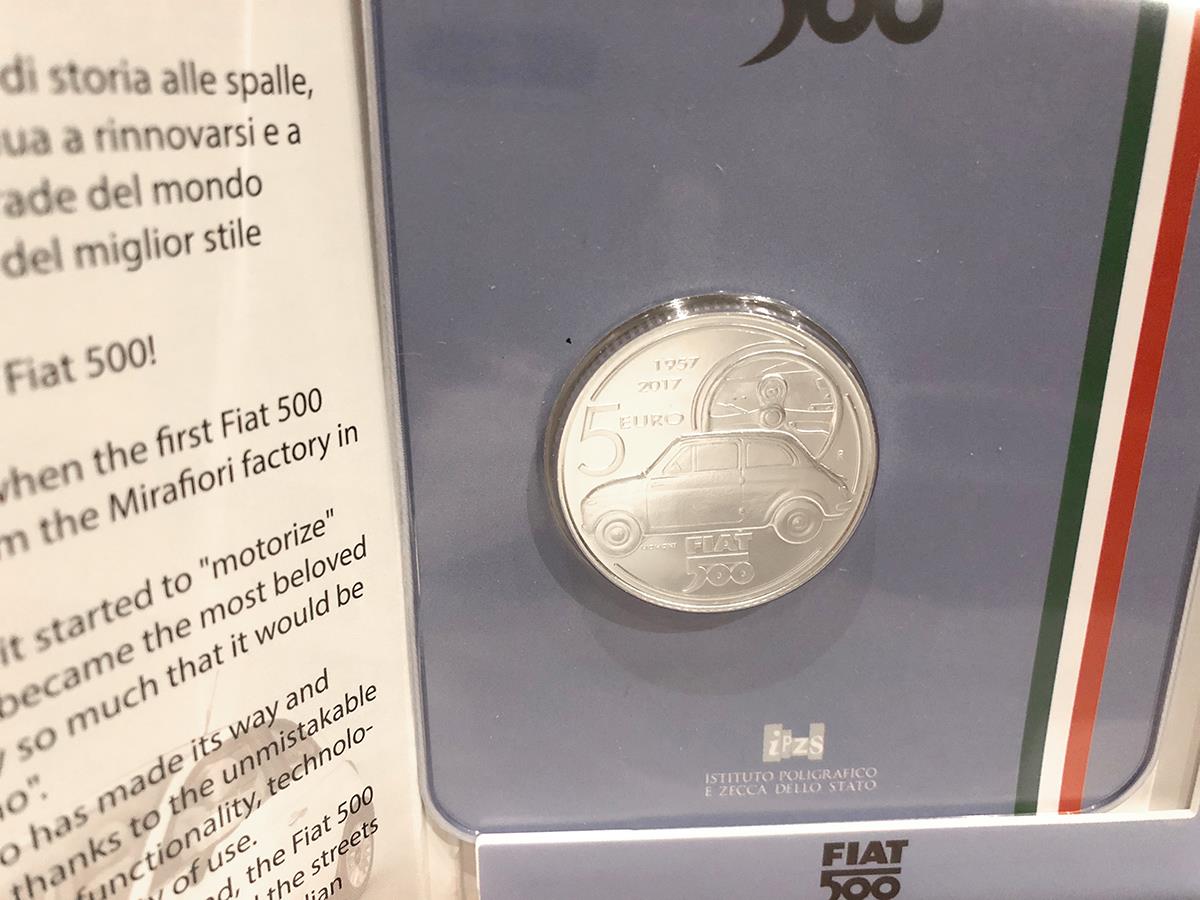 di storia alle spalle,
a rinnovarsi e a
del mondo
del miglior stile
Fiat 500!
when the first Fiat 500
the Mirafiori factory in
it started to "motorize"
became the most beloved
so much that it would be
has made its way and
thanks to the unmistakable
functionality, technolo-
of use.
the Fiat 500
the streets
500
1957
2017
5 EURO
R
FIAT
500
iPZS
ISTITUTO POLIGRAFICO
E ZECCA DELLO STATO
FIAT
500